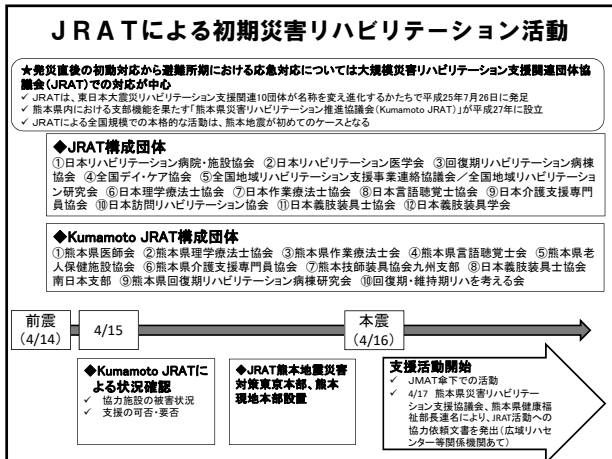 ＪＲＡＴによる初期災害リハビリテーション活動
★発災直後の初動対応から避難所期における応急対応については大規模災害リハビリテーション支援関連団体協
議会(JRAT)での対応が中心
✓ JRATは、東日本大震災リハビリテーション支援関連10団体が名称を変え進化するかたちで平成25年7月26日に発足
✓ 熊本県内における支部機能を果たす「熊本県災害リハビリテーション推進協議会(Kumamoto JRAT)」が平成27年に設立
✓ JRATによる全国規模での本格的な活動は、熊本地震が初めてのケースとなる
◆JRAT構成団体
①日本リハビリテーション病院・施設協会 ②日本リハビリテーション医学会 ③回復期リハビリテーション病棟
協会 ④全国デイ・ケア協会 ⑤全国地域リハビリテーション支援事業連絡協議会／全国地域リハビリテーシ
ョン研究会 ⑥日本理学療法士協会 ⑦日本作業療法士協会 ⑧日本言語聴覚士協会 ⑨日本介護支援専門
員協会 ⑩日本訪問リハビリテーション協会 ⑪日本義肢装具士協会 ⑫日本義肢装具学会
◆Kumamoto JRAT構成団体
①熊本県医師会 ②熊本県理学療法士協会 ③熊本県作業療法士会 ④熊本県言語聴覚士会 ⑤熊本県老
人保健施設協会 ⑥熊本県介護支援専門員協会 ⑦熊本技師装具協会九州支部 ⑧日本義肢装具士協会
南日本支部 ⑨熊本県回復期リハビリテーション病棟研究会 ⑩回復期・維持期リハを考える会
前震
(4/14)
4/15
本震
(4/16)
◆Kumamoto JRATに
よる状況確認
✓ 協力施設の被害状況
✓ 支援の可否・要否
◆JRAT熊本地震災害
対策東京本部、熊本
現地本部設置
支援活動開始
✓ JMAT傘下での活動
✓ 4/17 熊本県災害リハビリテー
ション支援協議会、熊本県健康福
祉部長連名により、JRAT活動への
協力依頼文書を発出（広域リハセ
ンター等関係機関あて）